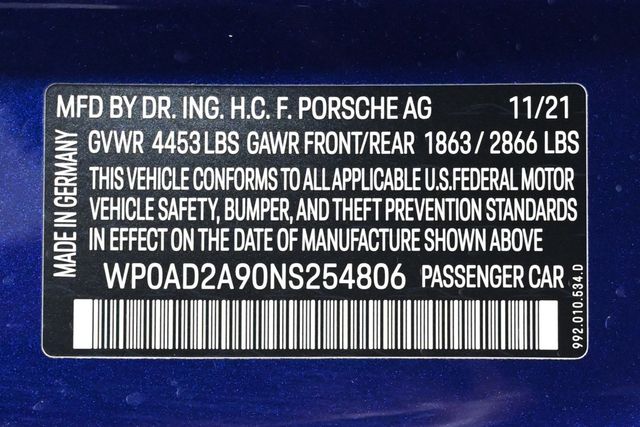 MFD BY DR. ING. H.C. F. PORSCHE AG 11/21
GVWR 4453 LBS GAWR FRONT/REAR 1863 / 2866 LBS
THIS VEHICLE CONFORMS TO ALL APPLICABLE U.S.FEDERAL MOTOR
VEHICLE SAFETY, BUMPER, AND THEFT PREVENTION STANDARDS
IN EFFECT ON THE DATE OF MANUFACTURE SHOWN ABOVE
WP0AD2A90NS254806 PASSENGER CAR
MADE IN GERMANY
992.010.534.D